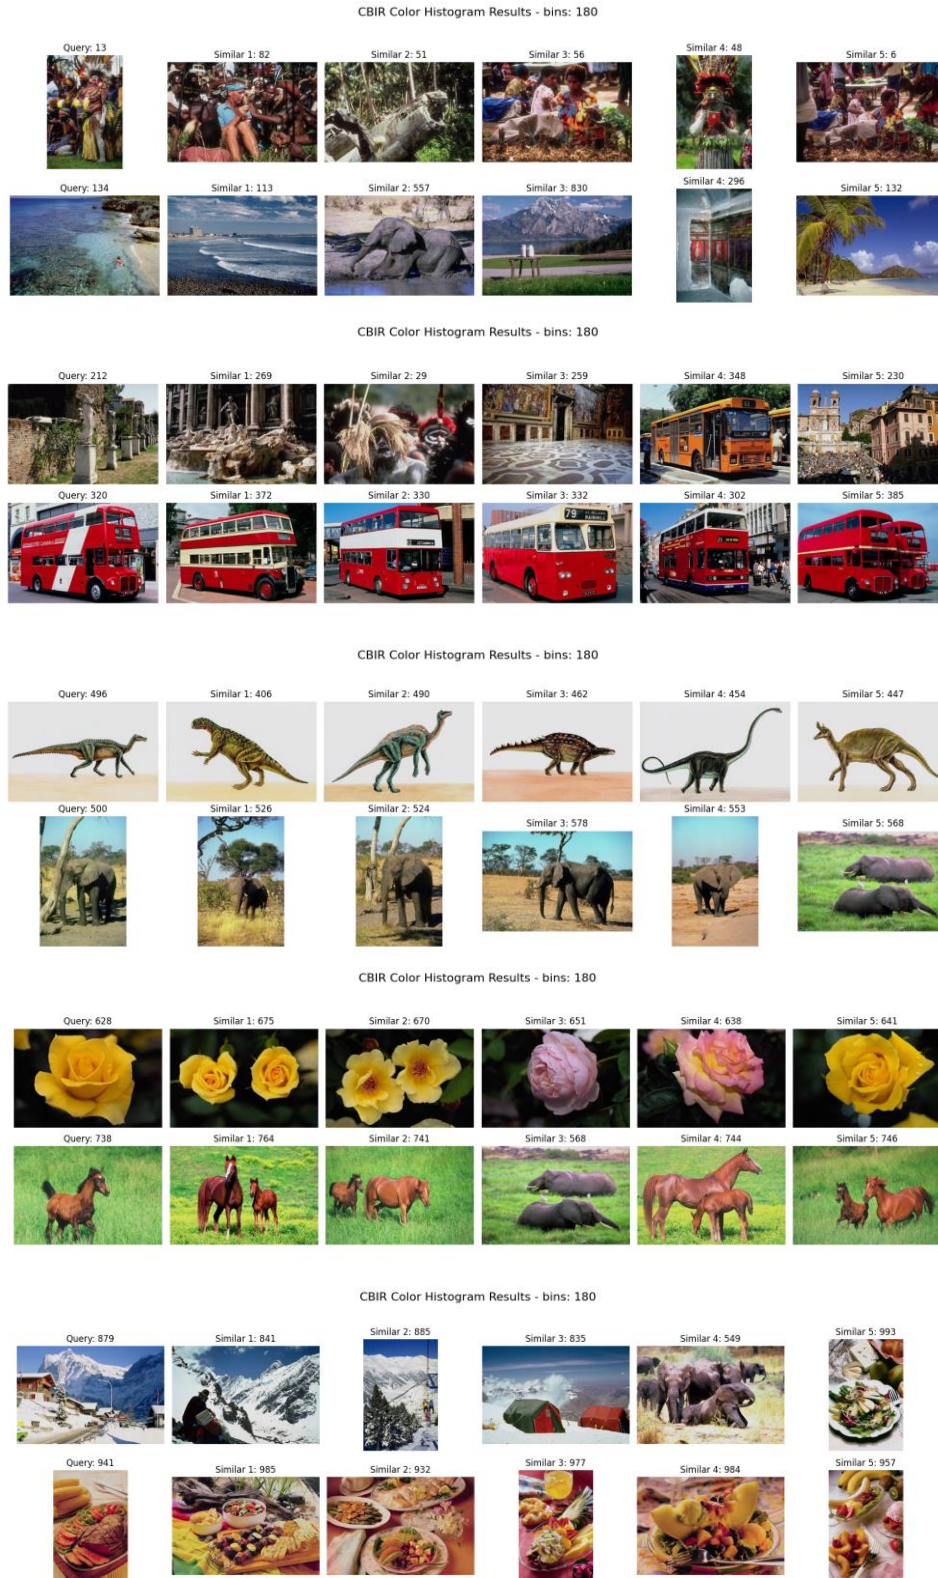 CBIR Color Histogram Results - bins: 180
Query: 13
Similar 1: 82
Similar 2: 51
Similar 3: 56
Similar 4: 48
Similar 5: 6
Query: 134
Similar 1: 113
Similar 2: 557
Similar 3: 830
Similar 4: 296
Similar 5: 132
CBIR Color Histogram Results - bins: 180
Query: 212
Similar 1: 269
Similar 2: 29
Similar 3: 259
Similar 4: 348
Similar 5: 230
Query: 320
Similar 1: 372
Similar 2: 330
Similar 3: 332
Similar 4: 302
Similar 5: 385
79
CBIR Color Histogram Results - bins: 180
Query: 496
Similar 1: 406
Similar 2: 490
Similar 3: 462
Similar 4: 454
Similar 5: 447
Query: 500
Similar 1: 526
Similar 2: 524
Similar 3: 578
Similar 4: 553
Similar 5: 568
CBIR Color Histogram Results - bins: 180
Query: 628
Similar 1: 675
Similar 2: 670
Similar 3: 651
Similar 4: 638
Similar 5: 641
Query: 738
Similar 1: 764
Similar 2: 741
Similar 3: 568
Similar 4: 744
Similar 5: 746
CBIR Color Histogram Results - bins: 180
Query: 879
Similar 1: 841
Similar 2: 885
Similar 3: 835
Similar 4: 549
Similar 5: 993
Query: 941
Similar 1: 985
Similar 2: 932
Similar 3: 977
Similar 4: 984
Similar 5: 957